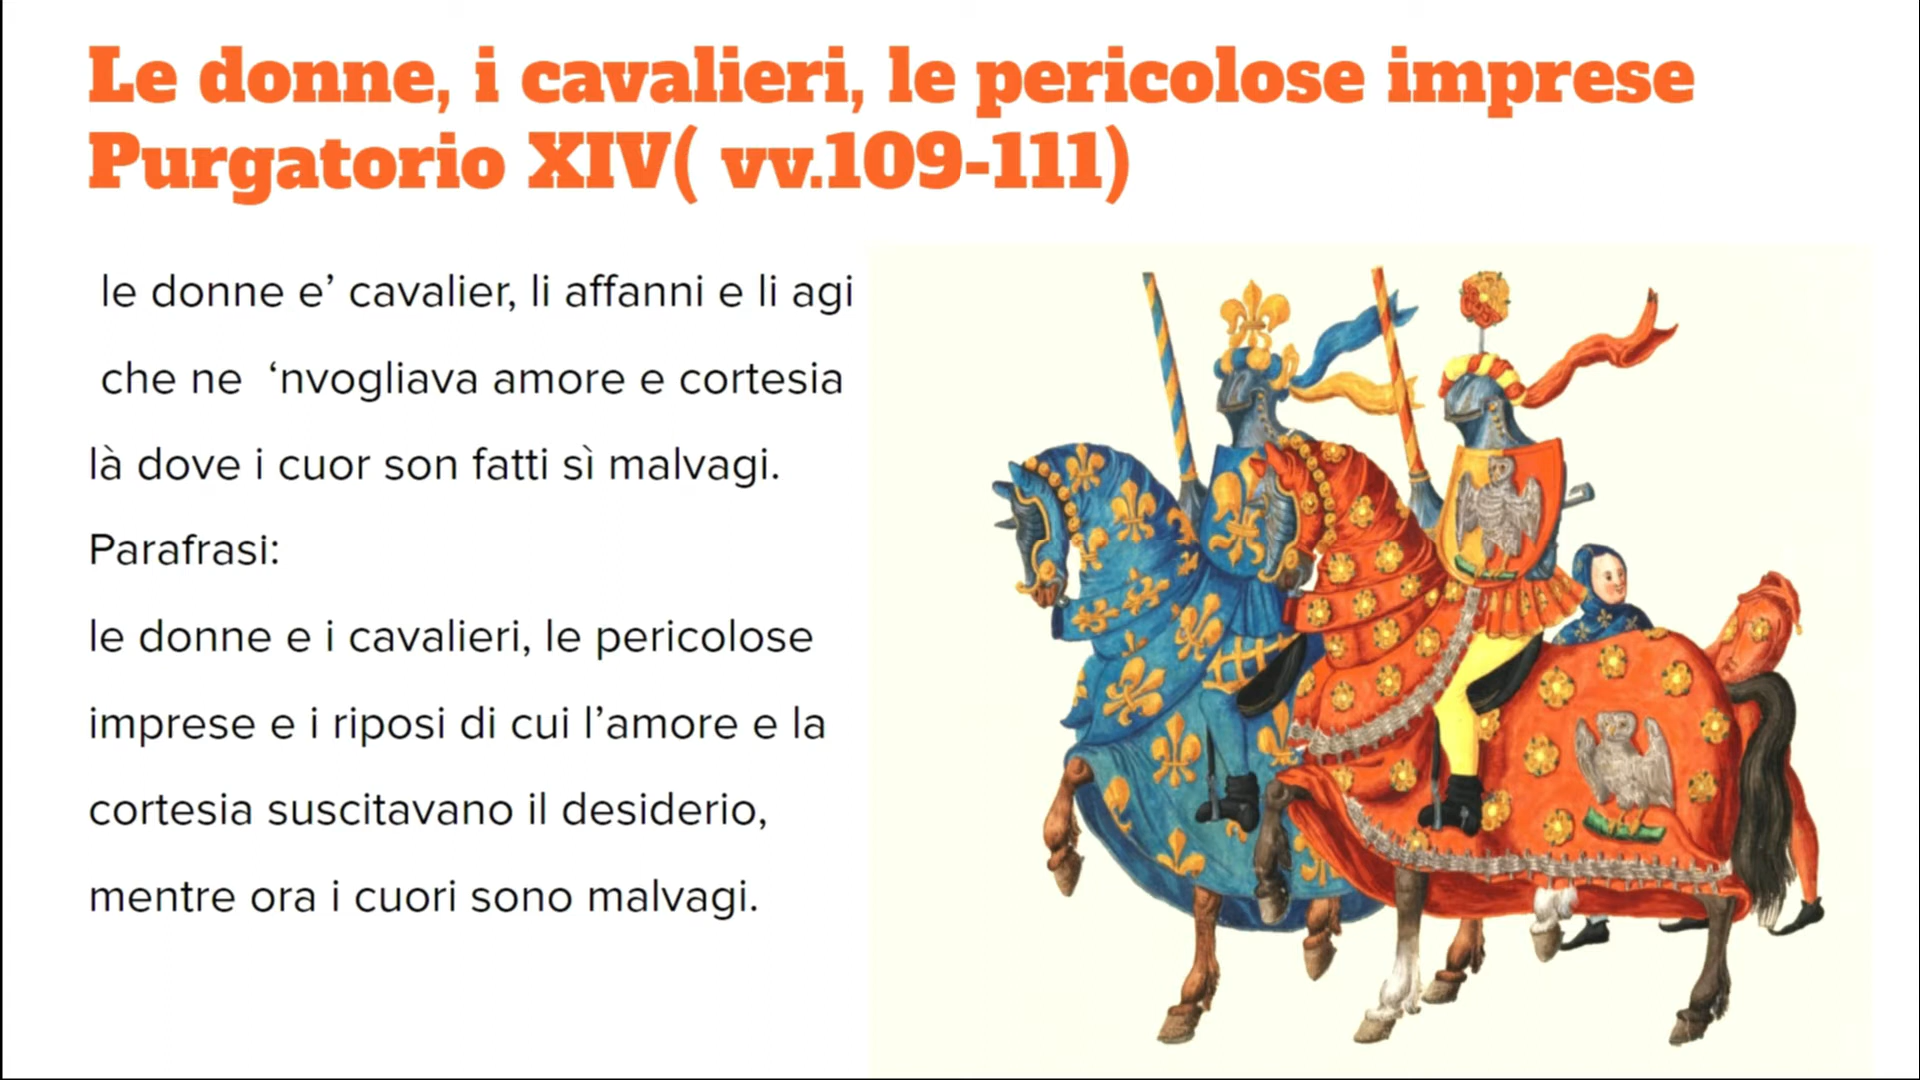 Le donne, i cavalieri, le pericolose imprese
Purgatorio XIV( vv.109-111)
le donne e’ cavalier, li affanni e li agi
che ne ‘nvogliava amore e cortesia
là dove i cuor son fatti sì malvagi.
Parafrasi:
le donne e i cavalieri, le pericolose
imprese e i riposi di cui l’amore e la
cortesia suscitavano il desiderio,
mentre ora i cuori sono malvagi.